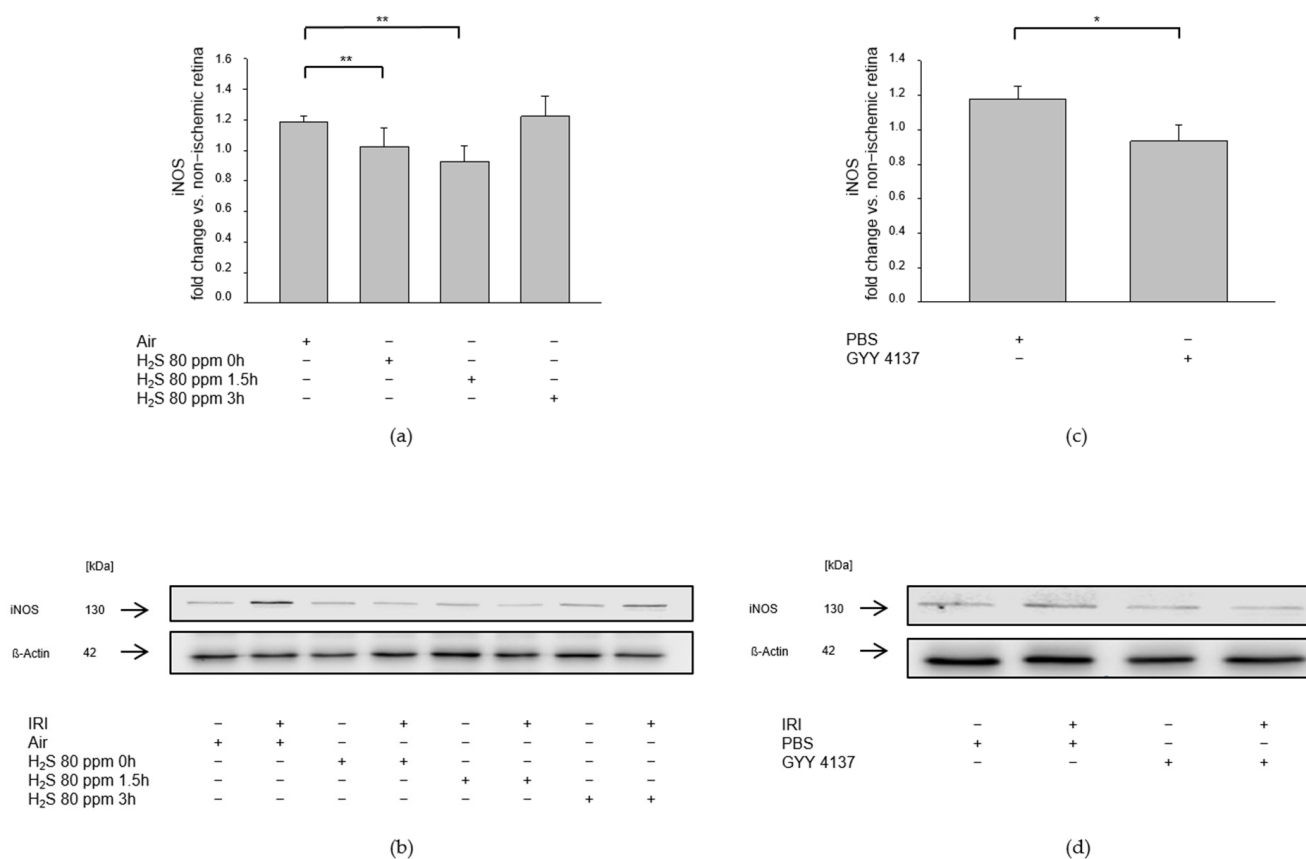 **
**
iNOS
fold change vs. non−ischemic retina
1.6
1.4
1.2
1.0
0.8
0.6
0.4
0.2
0.0
Air + − − −
H₂S 80 ppm 0h − + − −
H₂S 80 ppm 1.5h − − + −
H₂S 80 ppm 3h − − − +
(a)
*
iNOS
fold change vs. non−ischemic retina
1.4
1.2
1.0
0.8
0.6
0.4
0.2
0.0
PBS + −
GYY 4137 − +
(c)
[kDa]
iNOS 130
ß-Actin 42
IRI − + − + − + − +
Air + + − − − − − −
H₂S 80 ppm 0h − − + + − − − −
H₂S 80 ppm 1.5h − − − − + + − −
H₂S 80 ppm 3h − − − − − − + +
(b)
[kDa]
iNOS 130
ß-Actin 42
IRI − + − +
PBS + + − −
GYY 4137 − − + +
(d)